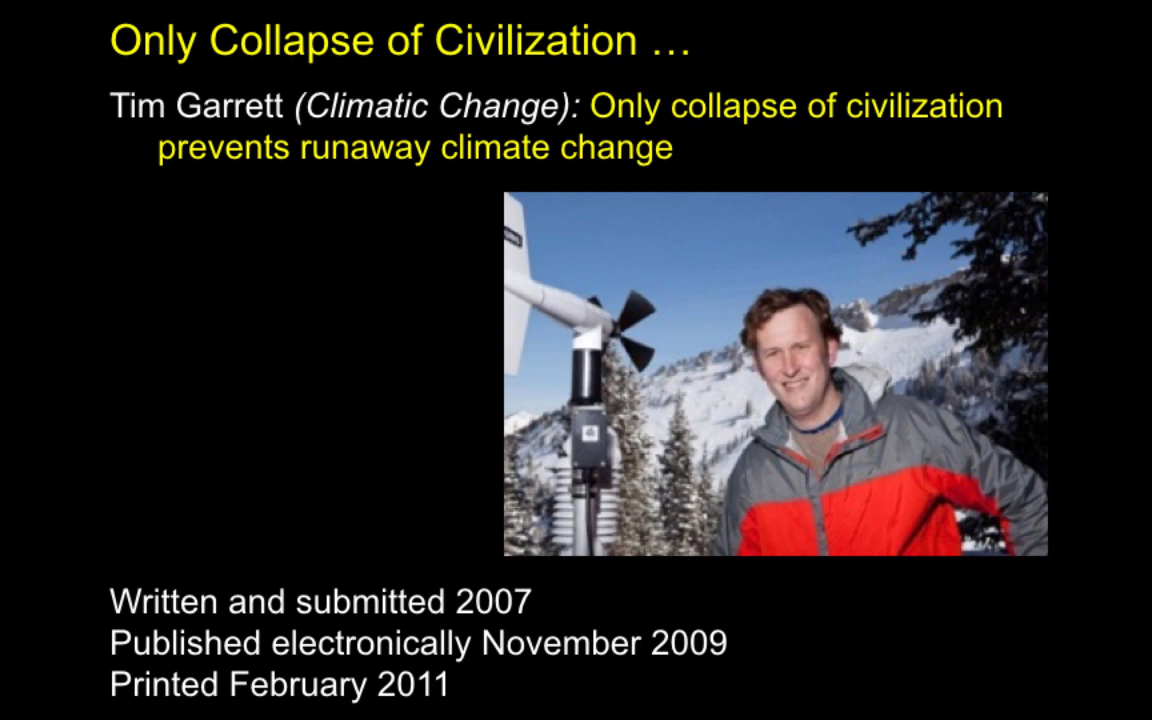 Only Collapse of Civilization …
Tim Garrett (Climatic Change): Only collapse of civilization
prevents runaway climate change
Written and submitted 2007
Published electronically November 2009
Printed February 2011